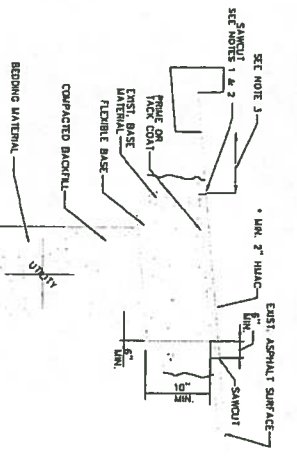 SEE NOTE 3
SAWCUT
SEE NOTES 1 & 2
PRIME OR
TACK COAT
EXIST. BASE
MATERIAL
FLEXIBLE BASE
COMPACTED BACKFILL
BEDDING MATERIAL
* MIN. 2" HMAC
EXIST. ASPHALT SURFACE
6"
MIN.
SAWCUT
10"
MIN.
6"
MIN.
UTILITY